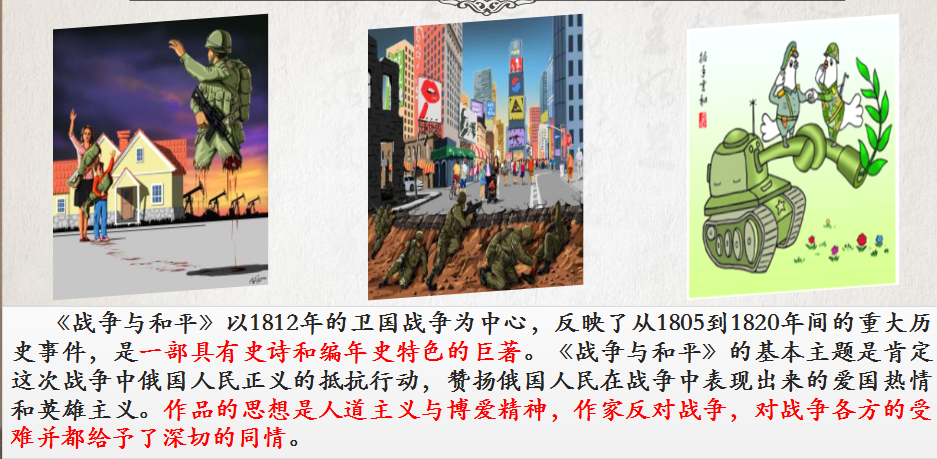 握手言和
《战争与和平》以1812年的卫国战争为中心，反映了从1805到1820年间的重大历
史事件，是一部具有史诗和编年史特色的巨著。《战争与和平》的基本主题是肯定
这次战争中俄国人民正义的抵抗行动，赞扬俄国人民在战争中表现出来的爱国热情
和英雄主义。作品的思想是人道主义与博爱精神，作家反对战争，对战争各方的受
难并都给予了深切的同情。